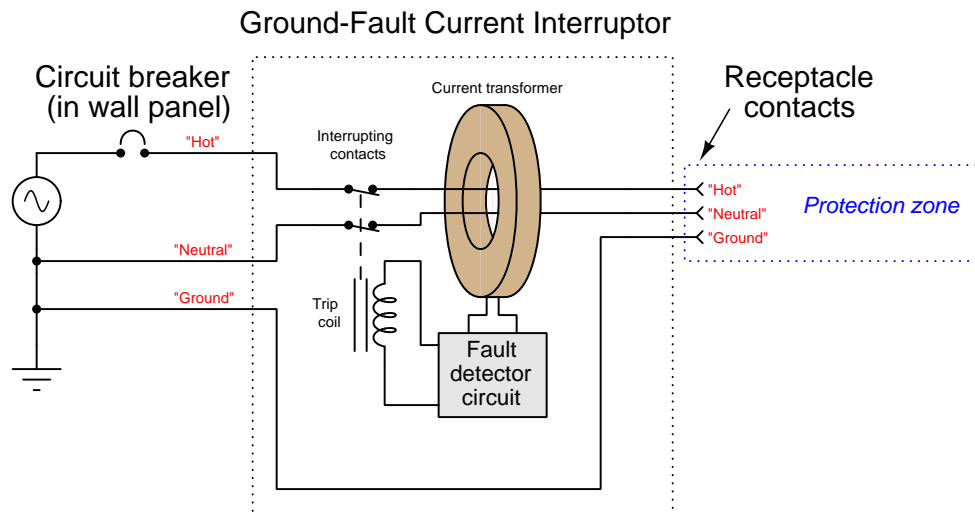 Ground-Fault Current Interruptor
Circuit breaker
(in wall panel)
Current transformer
Receptacle
contacts
"Hot"
Interrupting
contacts
"Hot"
"Neutral"
Protection zone
"Neutral"
"Ground"
"Ground"
Trip
coil
Fault
detector
circuit